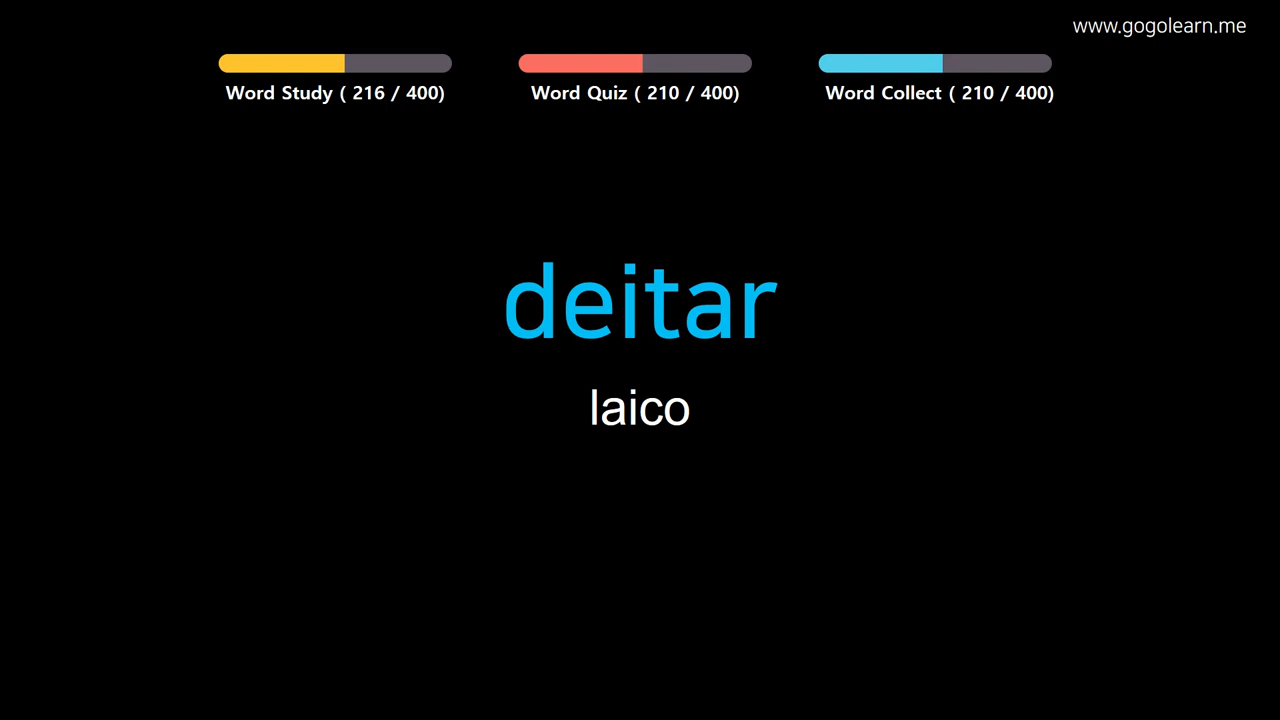 www.gogolearn.me
Word Study ( 216 / 400)
Word Quiz ( 210 / 400)
Word Collect ( 210 / 400)
deitar
laico